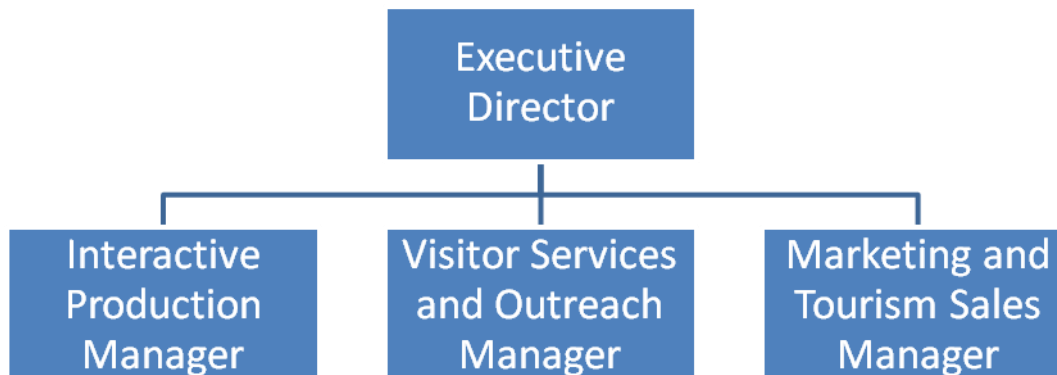 Executive
Director
Interactive
Production
Manager
Visitor Services
and Outreach
Manager
Marketing and
Tourism Sales
Manager